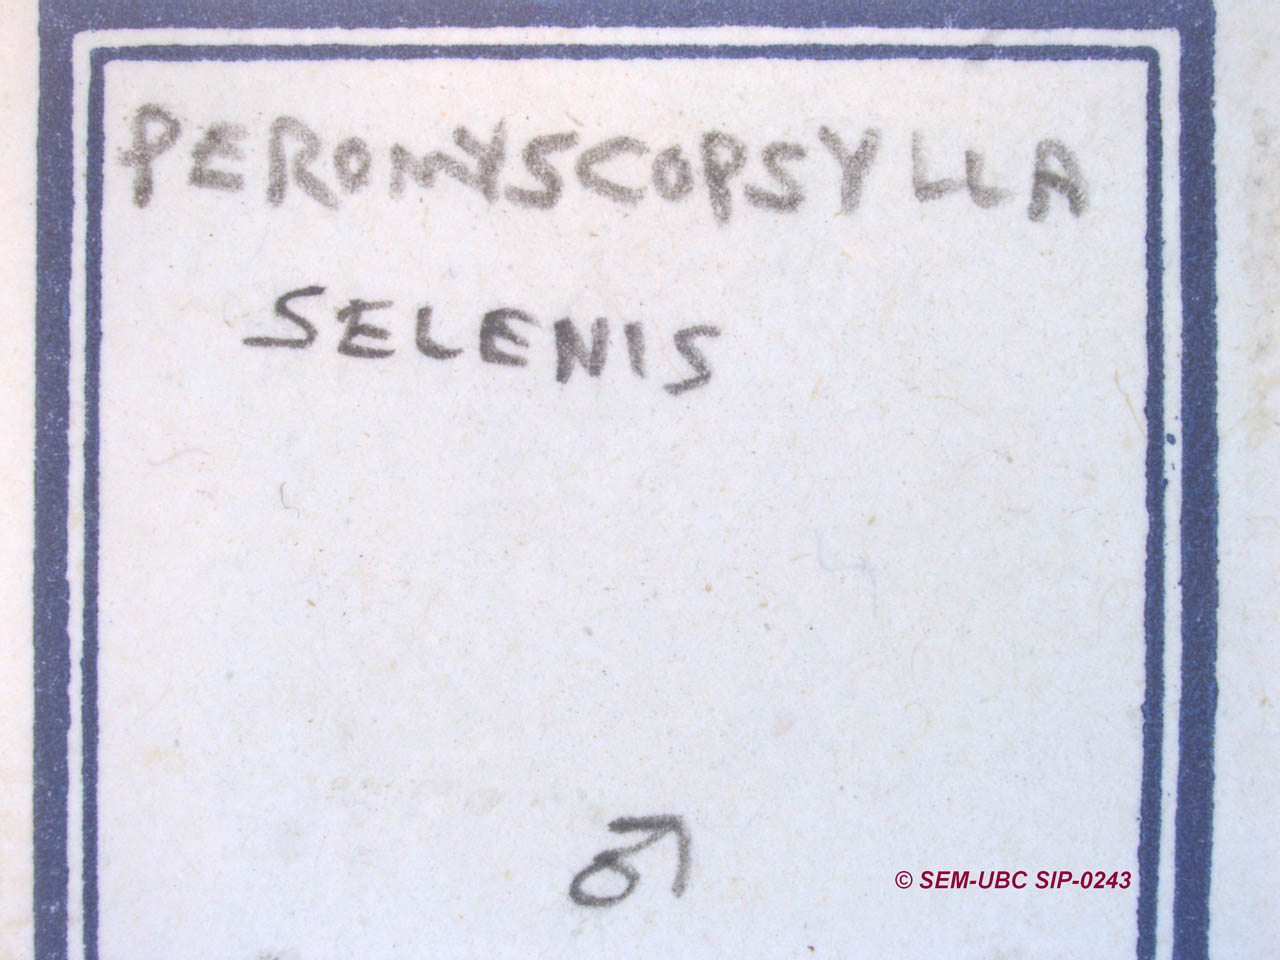 PEROMYSCOPSYLLA
SELENIS
♂
© SEM-UBC SIP-0243